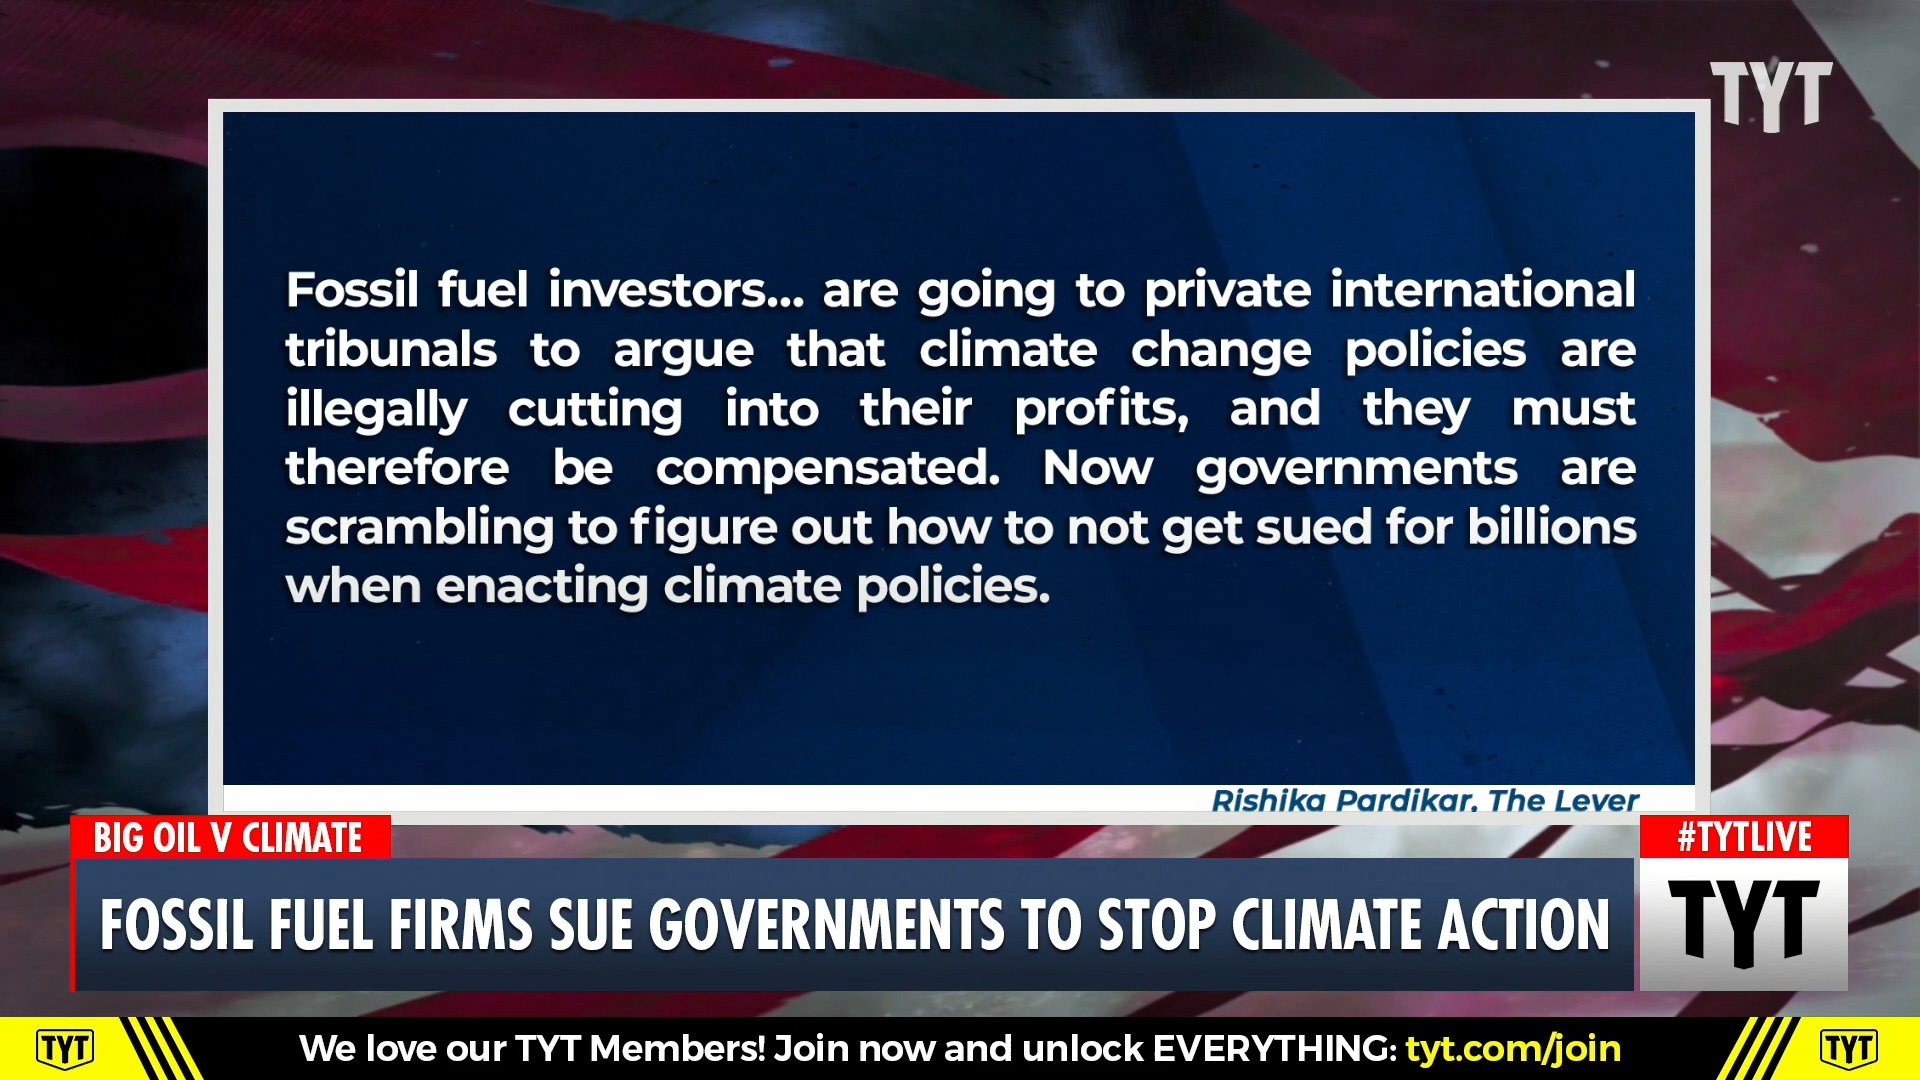 TYT
Fossil fuel investors... are going to private international
tribunals to argue that climate change policies are
illegally cutting into their profits, and they must
therefore be compensated. Now governments are
scrambling to figure out how to not get sued for billions
when enacting climate policies.
Rishika Pardikar, The Lever
BIG OIL V CLIMATE
#TYTLIVE
FOSSIL FUEL FIRMS SUE GOVERNMENTS TO STOP CLIMATE ACTION
TYT
TYT
We love our TYT Members! Join now and unlock EVERYTHING: tyt.com/join
TYT